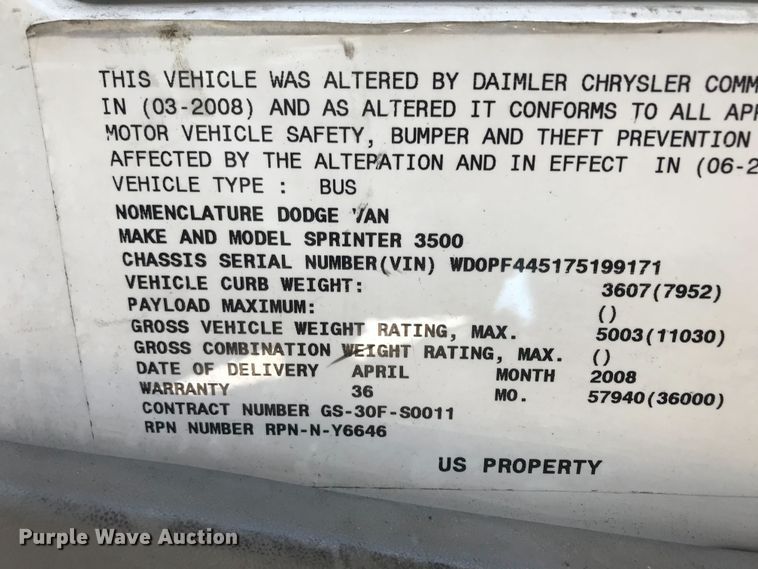 THIS VEHICLE WAS ALTERED BY DAIMLER CHRYSLER COMM
IN (03-2008) AND AS ALTERED IT CONFORMS TO ALL APP
MOTOR VEHICLE SAFETY, BUMPER AND THEFT PREVENTION
AFFECTED BY THE ALTEPATION AND IN EFFECT IN (06-2
VEHICLE TYPE : BUS
NOMENCLATURE DODGE VAN
MAKE AND MODEL SPRINTER 3500
CHASSIS SERIAL NUMBER(VIN) WDOPF445175199171
VEHICLE CURB WEIGHT: 3607(7952)
PAYLOAD MAXIMUM: ()
GROSS VEHICLE WEIGHT RATING, MAX. 5003(11030)
GROSS COMBINATION WEIGHT RATING, MAX. ()
DATE OF DELIVERY APRIL MONTH 2008
WARRANTY 36 MO. 57940(36000)
CONTRACT NUMBER GS-30F-S0011
RPN NUMBER RPN-N-Y6646
US PROPERTY
Purple Wave Auction